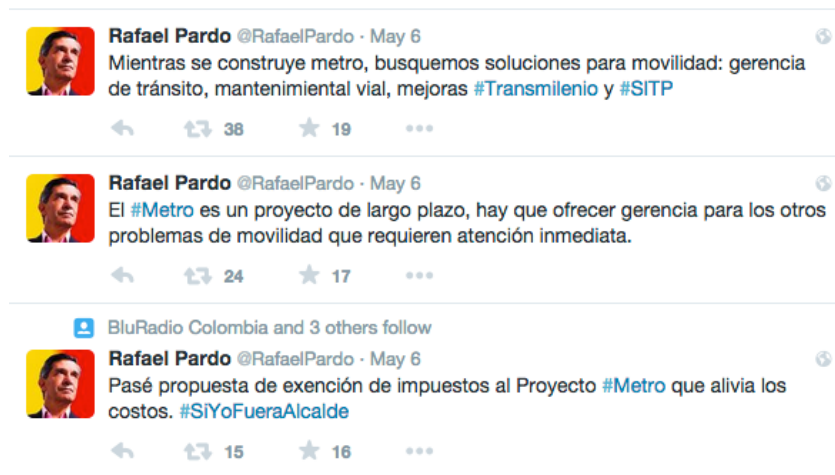 Rafael Pardo @RafaelPardo · May 6
Mientras se construye metro, busquemos soluciones para movilidad: gerencia
de tránsito, mantenimiental vial, mejoras #Transmilenio y #SITP
38 19
Rafael Pardo @RafaelPardo · May 6
El #Metro es un proyecto de largo plazo, hay que ofrecer gerencia para los otros
problemas de movilidad que requieren atención inmediata.
24 17
BluRadio Colombia and 3 others follow
Rafael Pardo @RafaelPardo · May 6
Pasé propuesta de exención de impuestos al Proyecto #Metro que alivia los
costos. #SiYoFueraAlcalde
15 16